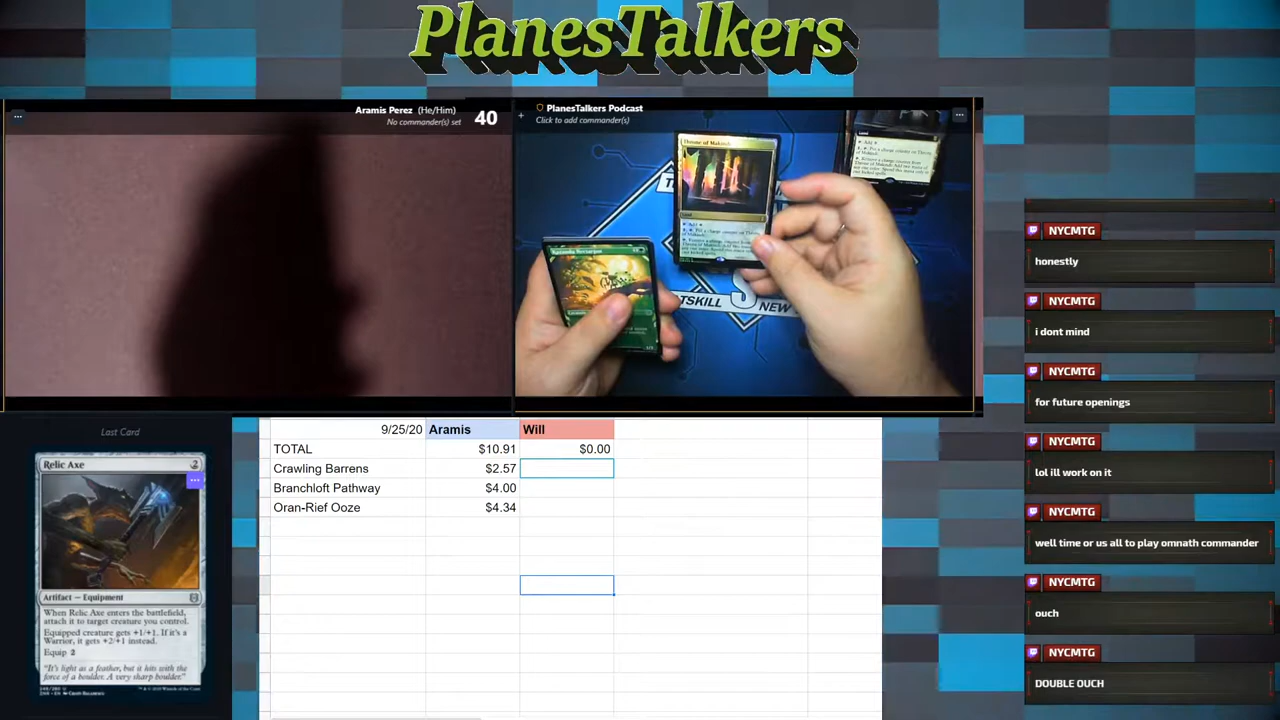 PlanesTalkers
Aramis Perez (He/Him)
No commander(s) set
40
PlanesTalkers Podcast
Click to add commander(s)
Throne of Makindi
Land
TSKILL
NEW
Last Card
Relic Axe 2
Artifact — Equipment
When Relic Axe enters the battlefield,
attach it to target creature you control.
Equipped creature gets +1/+1. If it's a
Warrior, it gets +2/+1 instead.
Equip 2
"It's light as a feather, but it hits with the
force of a boulder. A very sharp boulder."
9/25/20 Aramis Will
TOTAL $10.91 $0.00
Crawling Barrens $2.57
Branchloft Pathway $4.00
Oran-Rief Ooze $4.34
NYCMTG
honestly
NYCMTG
i dont mind
NYCMTG
for future openings
NYCMTG
lol ill work on it
NYCMTG
well time or us all to play omnath commander
NYCMTG
ouch
NYCMTG
DOUBLE OUCH